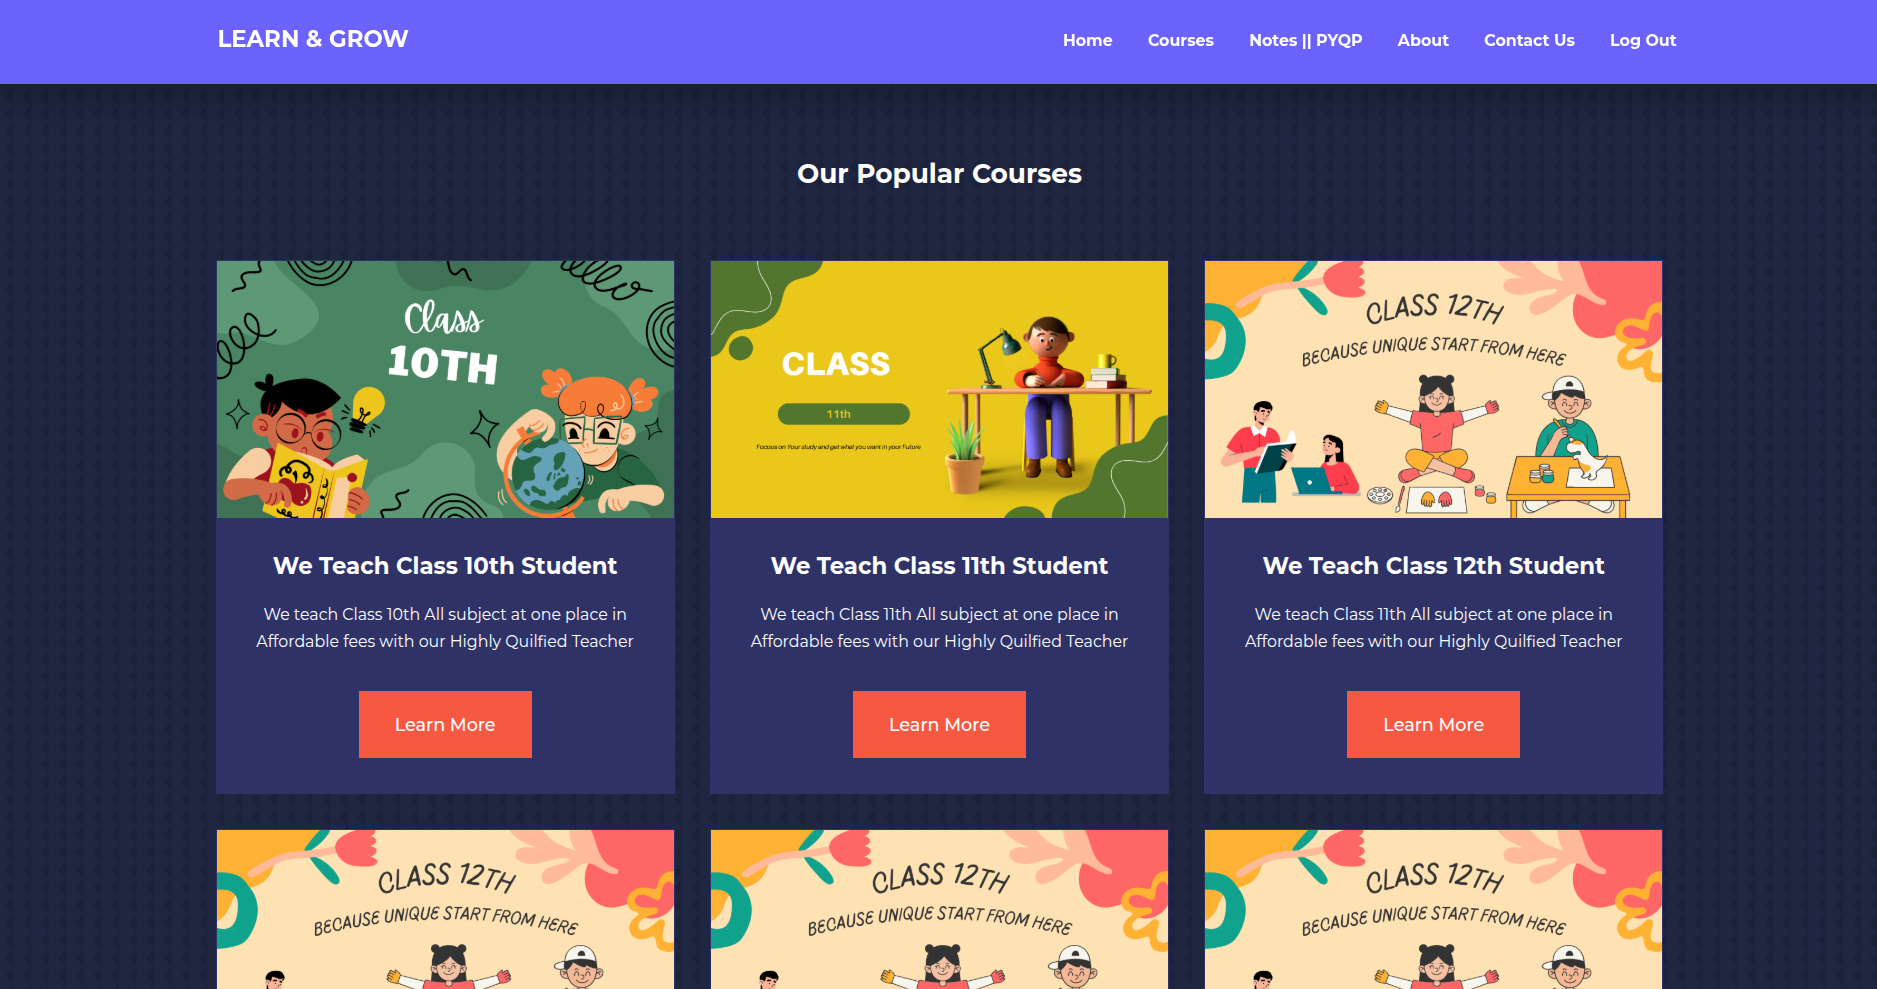 LEARN & GROW
Home Courses Notes || PYQP About Contact Us Log Out
Our Popular Courses
Class
10TH
CLASS
11th
Foccus on Your study and get what you want in your Future
CLASS 12TH
BECAUSE UNIQUE START FROM HERE
We Teach Class 10th Student
We teach Class 10th All subject at one place in
Affordable fees with our Highly Quilfied Teacher
Learn More
We Teach Class 11th Student
We teach Class 11th All subject at one place in
Affordable fees with our Highly Quilfied Teacher
Learn More
We Teach Class 12th Student
We teach Class 11th All subject at one place in
Affordable fees with our Highly Quilfied Teacher
Learn More
CLASS 12TH
BECAUSE UNIQUE START FROM HERE
CLASS 12TH
BECAUSE UNIQUE START FROM HERE
CLASS 12TH
BECAUSE UNIQUE START FROM HERE